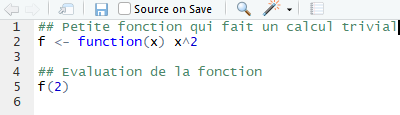 Source on Save
1 ## Petite fonction qui fait un calcul trivial
2 f <- function(x) x^2
3
4 ## Evaluation de la fonction
5 f(2)
6